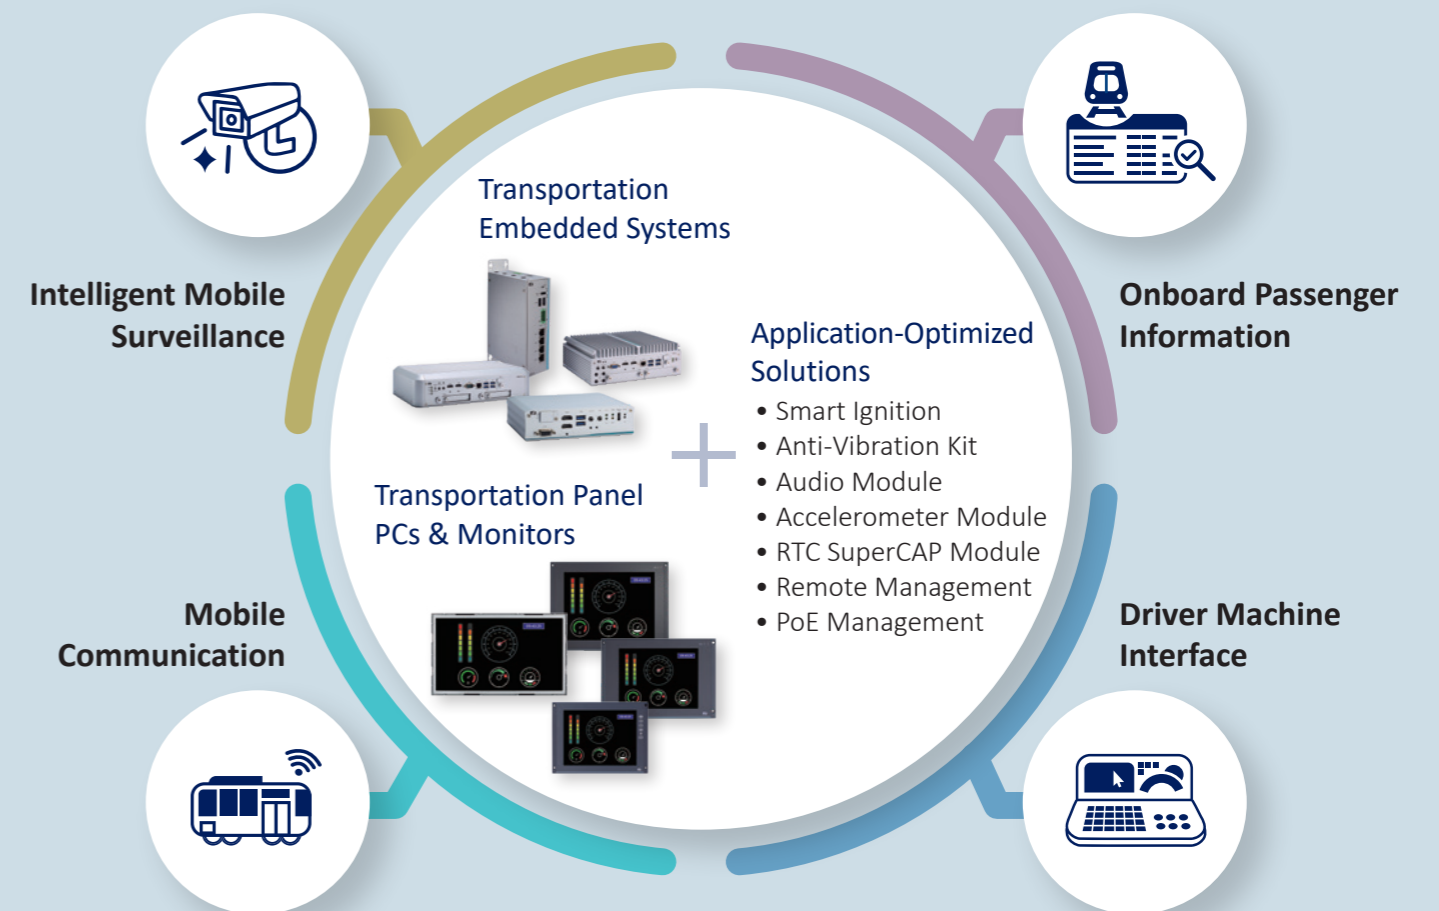 Transportation
Embedded Systems
Intelligent Mobile
Surveillance
Onboard Passenger
Information
Application-Optimized
Solutions
• Smart Ignition
• Anti-Vibration Kit
• Audio Module
• Accelerometer Module
• RTC SuperCAP Module
• Remote Management
• PoE Management
Transportation Panel
PCs & Monitors
Mobile
Communication
Driver Machine
Interface